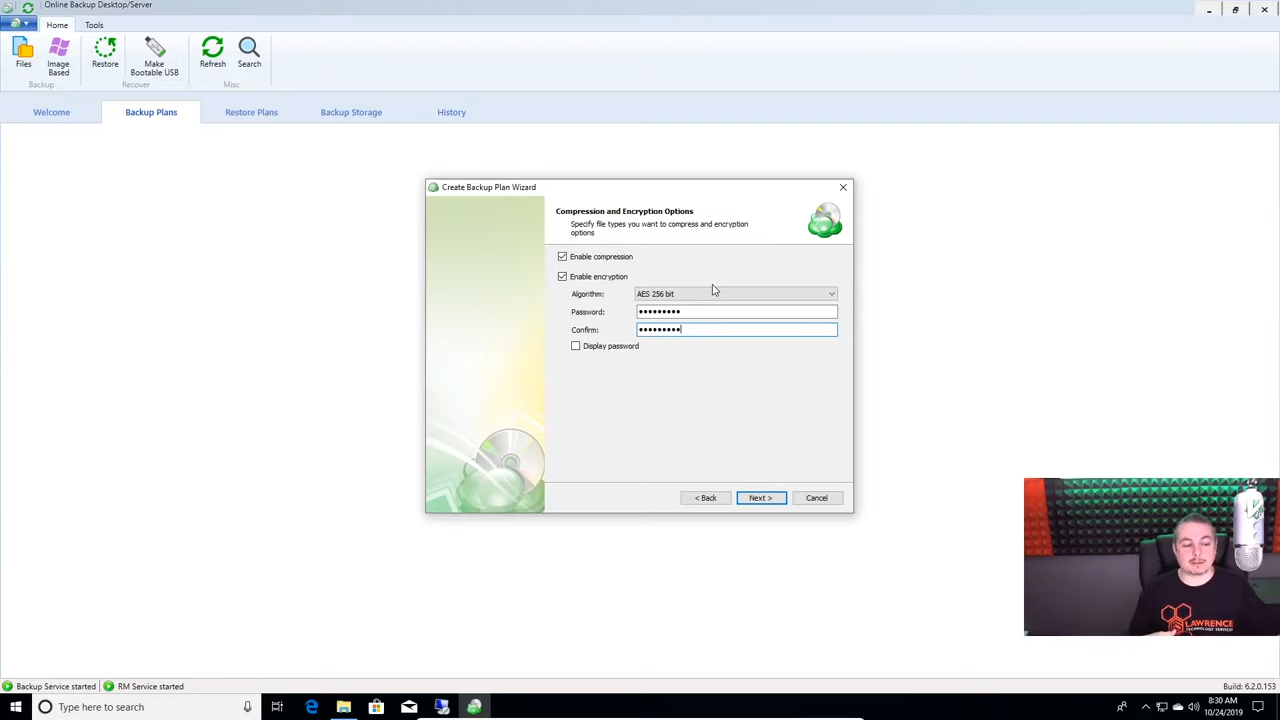 Online Backup Desktop/Server
Home
Tools
Files
Image
Based
Restore
Make
Bootable USB
Refresh
Search
Backup
Recover
Misc
Welcome
Backup Plans
Restore Plans
Backup Storage
History
Create Backup Plan Wizard
Compression and Encryption Options
Specify file types you want to compress and encryption
options
Enable compression
Enable encryption
Algorithm:
AES 256 bit
Password:
•••••••••
Confirm:
•••••••••
Display password
< Back
Next >
Cancel
LAWRENCE
TECHNOLOGY SERVICES
Backup Service started
RM Service started
Build: 6.2.0.153
Type here to search
8:30 AM
10/24/2019